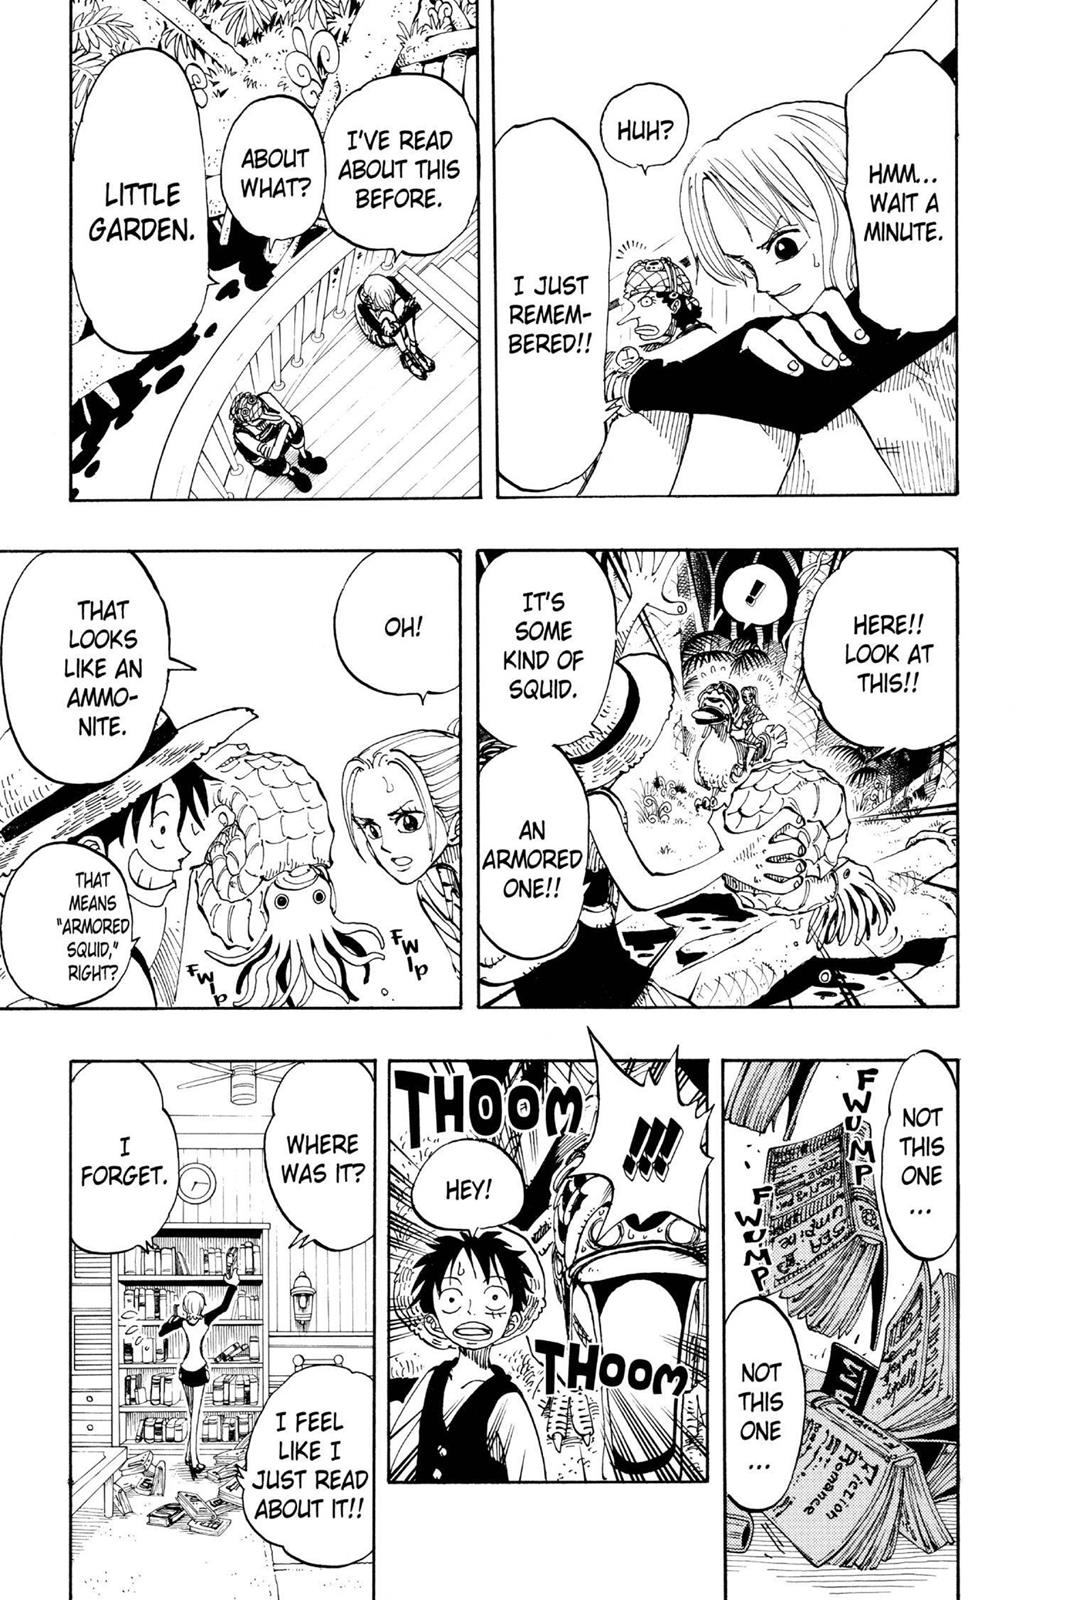 HMM...
WAIT A
MINUTE.
HUH?
I JUST
REMEM-
BERED!!
I'VE READ
ABOUT THIS
BEFORE.
ABOUT
WHAT?
LITTLE
GARDEN.
HERE!!
LOOK AT
THIS!!
!
IT'S
SOME
KIND OF
SQUID.
AN
ARMORED
ONE!!
OH!
THAT
LOOKS
LIKE AN
AMMO-
NITE.
THAT
MEANS
"ARMORED
SQUID,"
RIGHT?
FWIP
FWIP
NOT
THIS
ONE
...
FWUMP
FWUMP
NOT
THIS
ONE
...
Fiction
Romance
!!!
THOOM
HEY!
THOOM
WHERE
WAS IT?
I
FORGET.
I FEEL
LIKE I
JUST READ
ABOUT IT!!